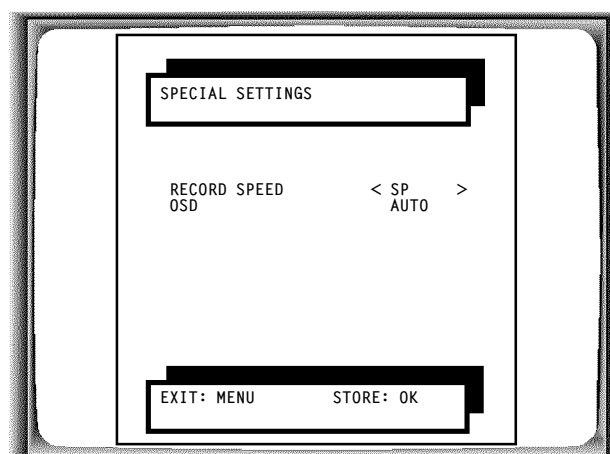 SPECIAL SETTINGS
RECORD SPEED < SP >
OSD AUTO
EXIT: MENU STORE: OK